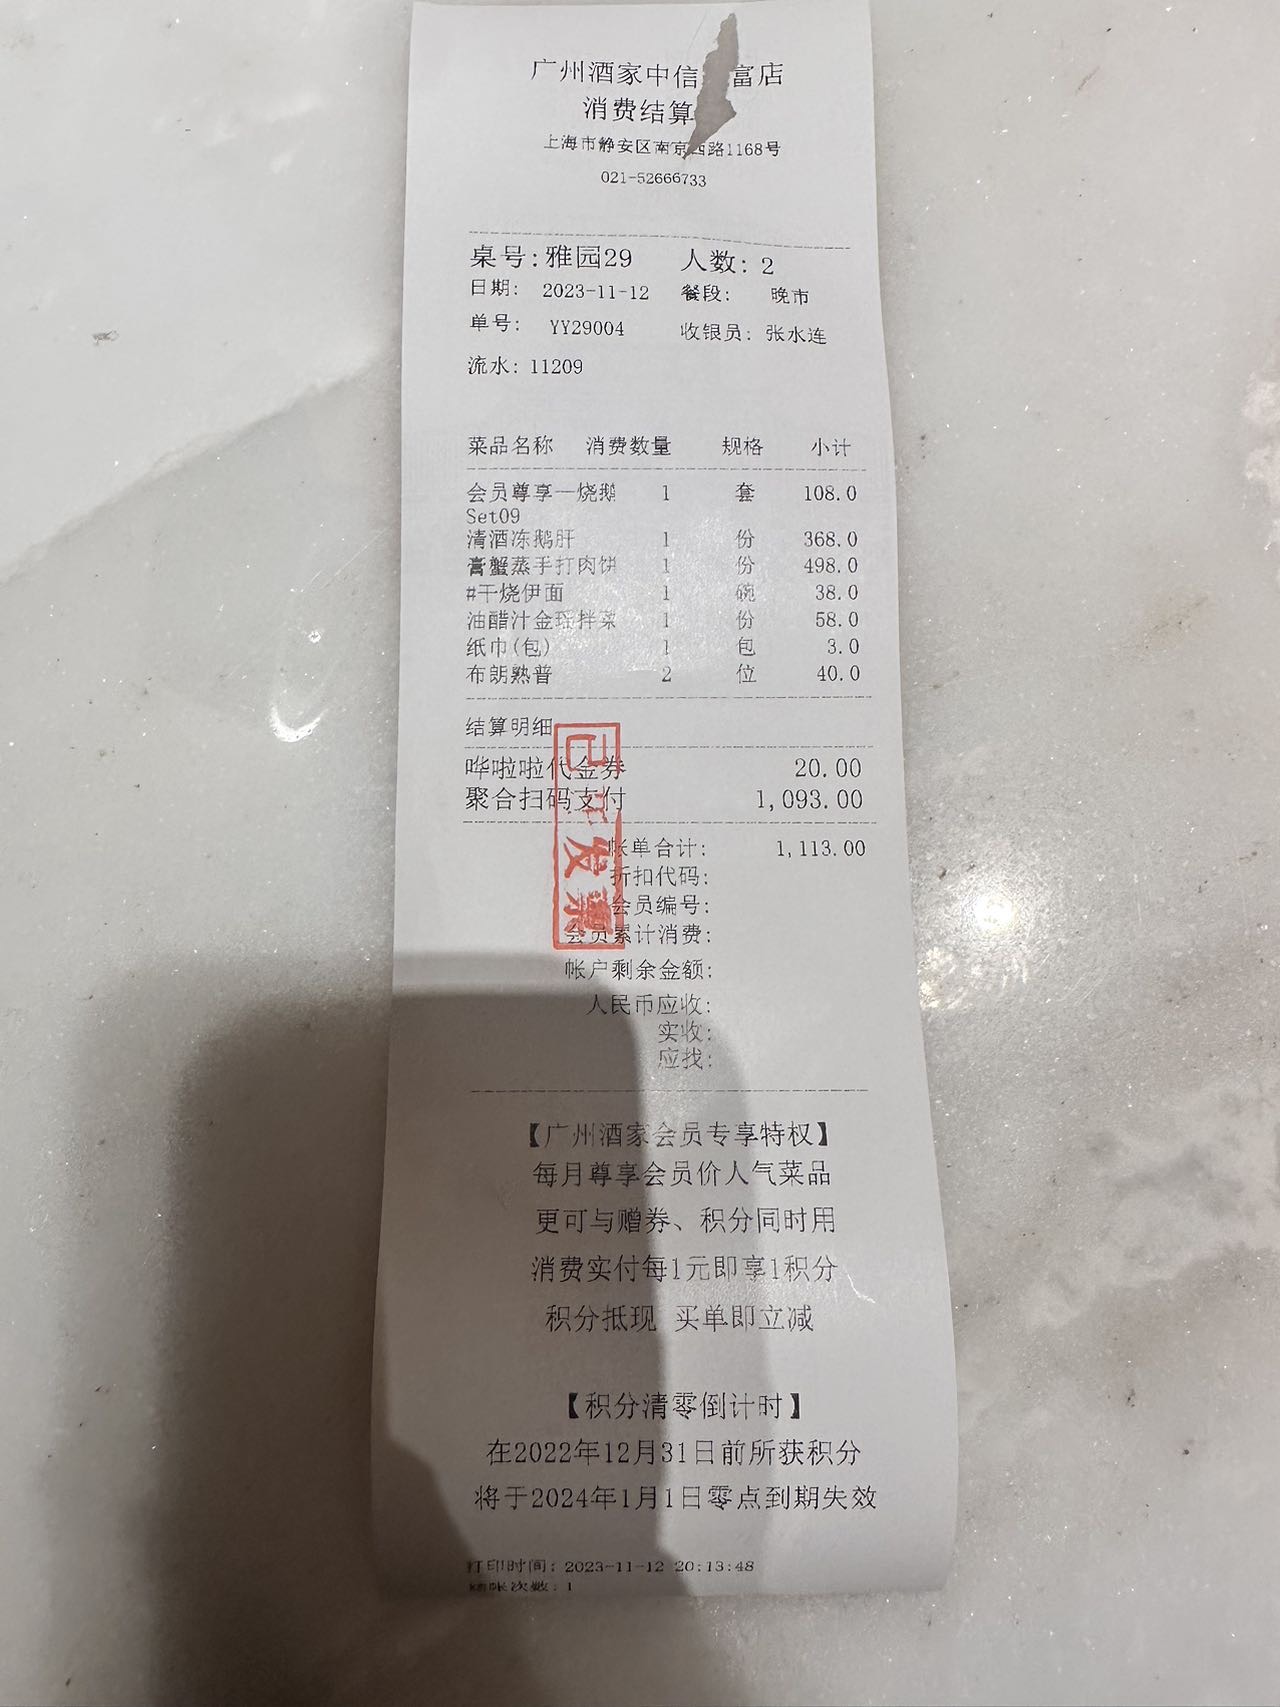 广州酒家中信 富店
消费结算
上海市静安区南京西路1168号
021-52666733
桌号:雅园29 人数: 2
日期: 2023-11-12 餐段: 晚市
单号: YY29004 收银员: 张水连
流水: 11209
菜品名称 消费数量 规格 小计
会员尊享一烧鹅 1 套 108.0
Set09
清酒冻鹅肝 1 份 368.0
膏蟹蒸手打肉饼 1 份 498.0
#干烧伊面 1 碗 38.0
油醋汁金瑶拌菜 1 份 58.0
纸巾(包) 1 包 3.0
布朗熟普 2 位 40.0
结算明细
哗啦啦代金券 20.00
聚合扫码支付 1,093.00
已开发票
帐单合计: 1,113.00
折扣代码:
会员编号:
会员累计消费:
帐户剩余金额:
人民币应收:
实收:
应找:
【广州酒家会员专享特权】
每月尊享会员价人气菜品
更可与赠券、积分同时用
消费实付每1元即享1积分
积分抵现 买单即立减
【积分清零倒计时】
在2022年12月31日前所获积分
将于2024年1月1日零点到期失效
打印时间: 2023-11-12 20:13:48
结帐次数: 1